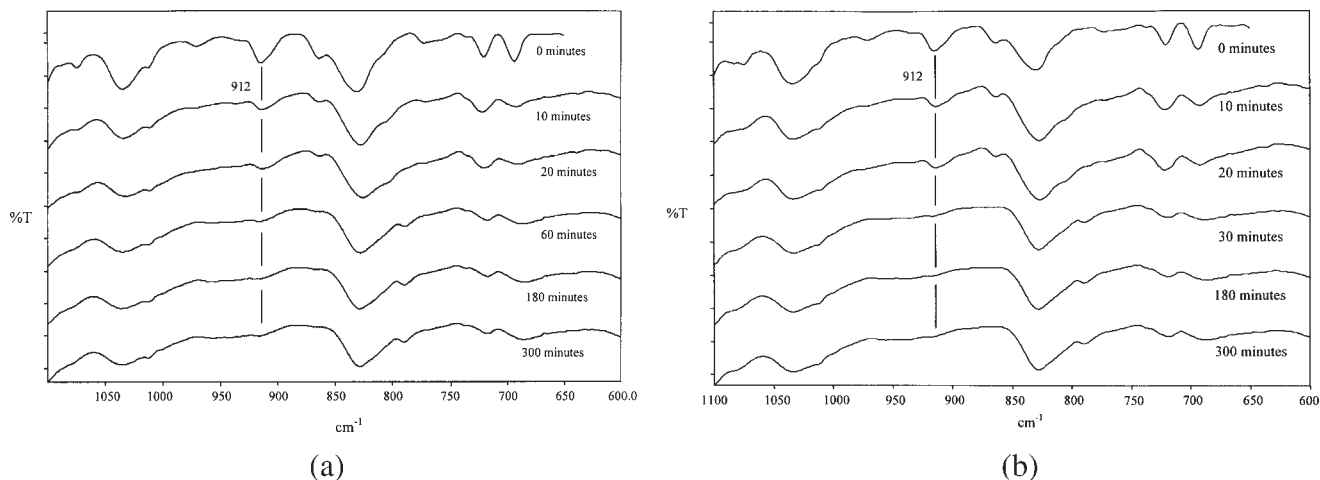 0 minutes
912
10 minutes
20 minutes
%T
60 minutes
180 minutes
300 minutes
1050 1000 950 900 850 800 750 700 650 600.0
cm-1
(a)
0 minutes
912
10 minutes
20 minutes
%T
30 minutes
180 minutes
300 minutes
1100 1050 1000 950 900 850 800 750 700 650 600
cm-1
(b)